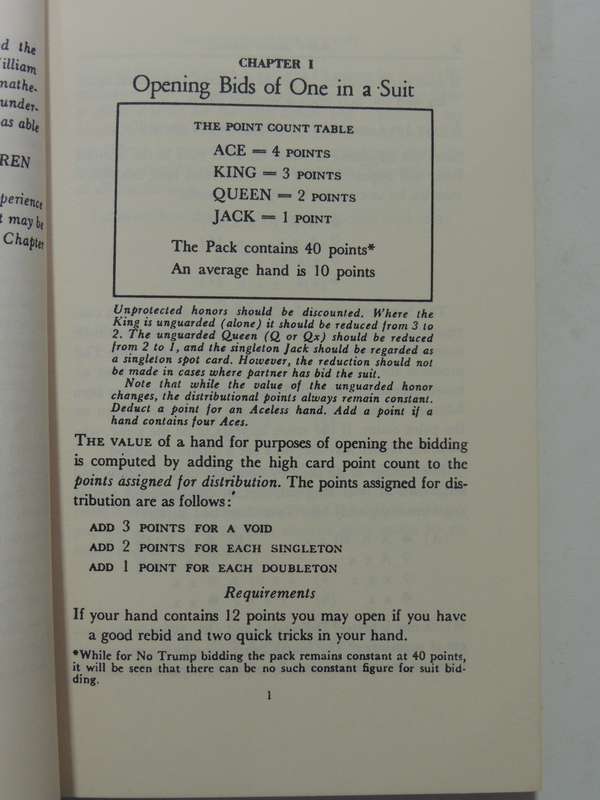 d the
illiam
mathe-
under-
as able
REN
perience
t may be
Chapter
CHAPTER I
Opening Bids of One in a Suit
THE POINT COUNT TABLE
ACE = 4 POINTS
KING = 3 POINTS
QUEEN = 2 POINTS
JACK = 1 POINT
The Pack contains 40 points*
An average hand is 10 points
Unprotected honors should be discounted. Where the
King is unguarded (alone) it should be reduced from 3 to
2. The unguarded Queen (Q or Qx) should be reduced
from 2 to 1, and the singleton Jack should be regarded as
a singleton spot card. However, the reduction should not
be made in cases where partner has bid the suit.
Note that while the value of the unguarded honor
changes, the distributional points always remain constant.
Deduct a point for an Aceless hand. Add a point if a
hand contains four Aces.
THE VALUE of a hand for purposes of opening the bidding
is computed by adding the high card point count to the
points assigned for distribution. The points assigned for dis-
tribution are as follows:
ADD 3 POINTS FOR A VOID
ADD 2 POINTS FOR EACH SINGLETON
ADD 1 POINT FOR EACH DOUBLETON
Requirements
If your hand contains 12 points you may open if you have
a good rebid and two quick tricks in your hand.
*While for No Trump bidding the pack remains constant at 40 points,
it will be seen that there can be no such constant figure for suit bid-
ding.
1